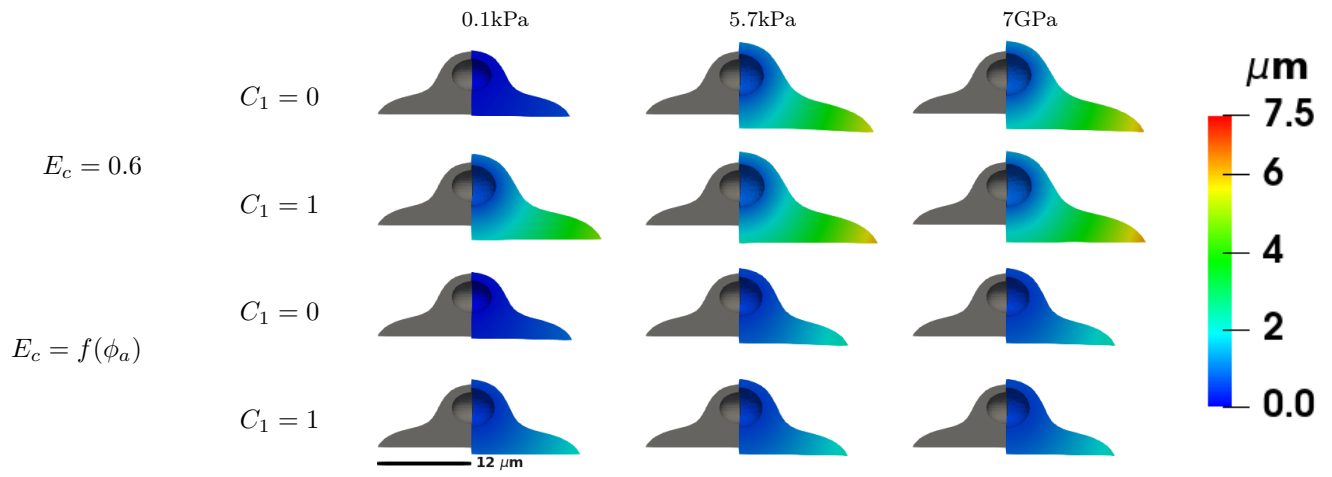 0.1kPa 5.7kPa 7GPa
μm
7.5
C₁ = 0
E_c = 0.6
6
C₁ = 1
4
C₁ = 0
2
E_c = f(ϕ_a)
0.0
C₁ = 1
12 μm